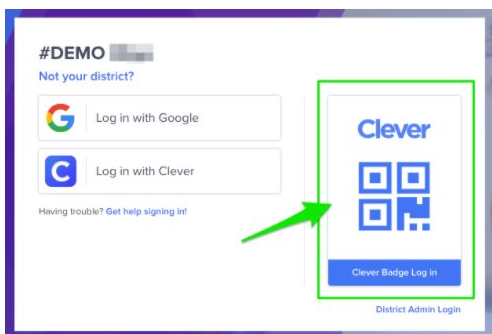 #DEMO
Not your district?
Log in with Google
Log in with Clever
Having trouble? Get help signing in!
Clever
Clever Badge Log in
District Admin Login